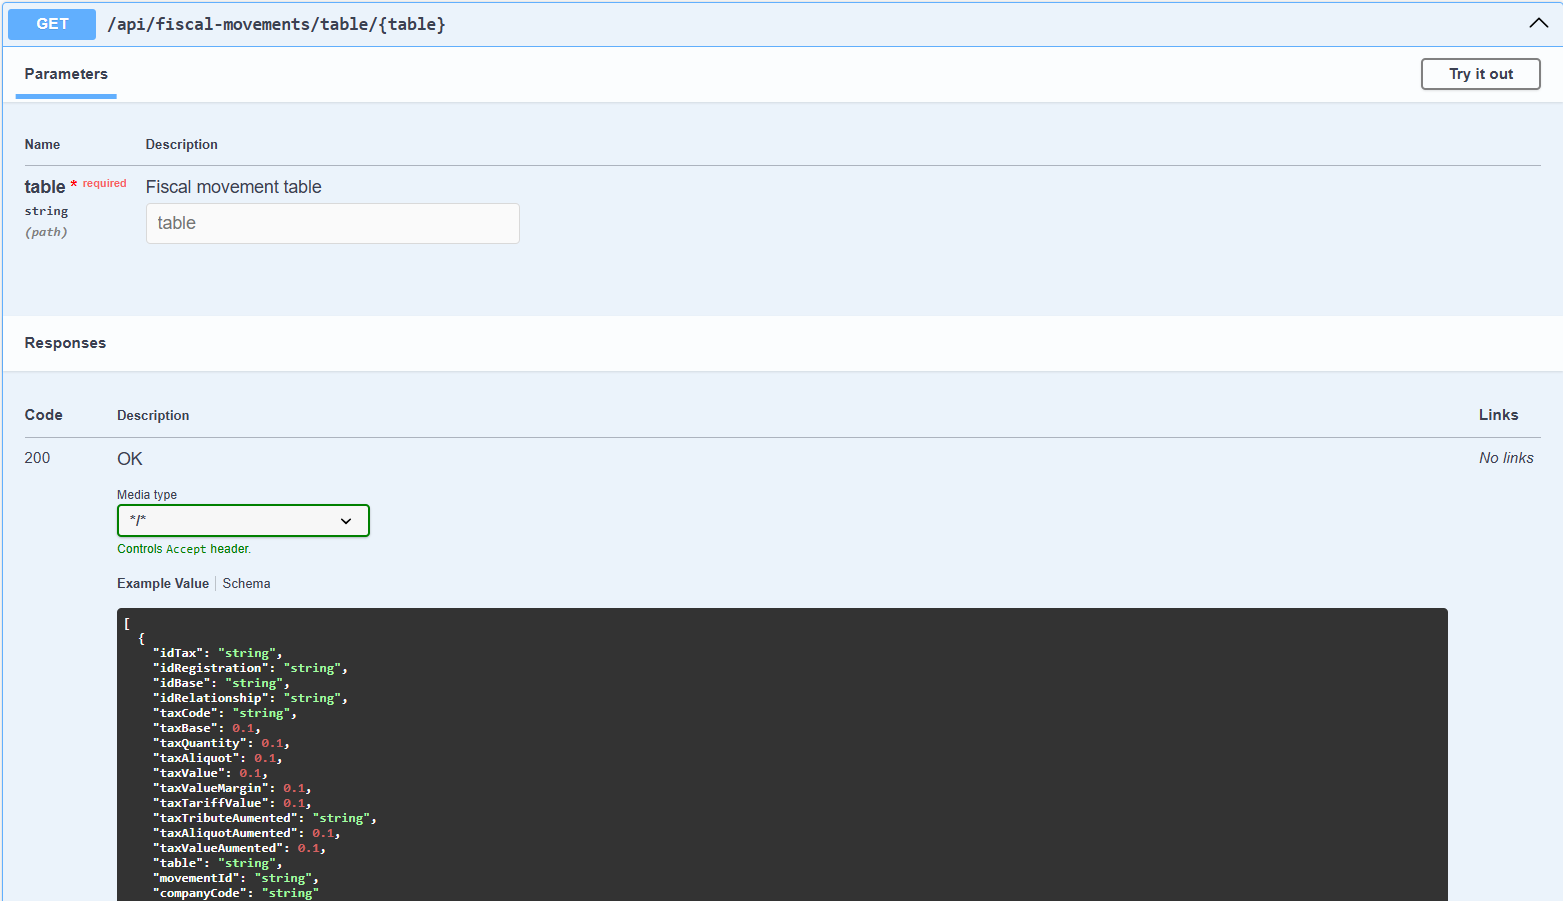 GET /api/fiscal-movements/table/{table}
Parameters
Try it out
Name Description
table * required Fiscal movement table
string table
(path)
Responses
Code Description Links
200 OK No links
Media type
*/*
Controls Accept header.
Example Value Schema
[
{
"idTax": "string",
"idRegistration": "string",
"idBase": "string",
"idRelationship": "string",
"taxCode": "string",
"taxBase": 0.1,
"taxQuantity": 0.1,
"taxAliquot": 0.1,
"taxValue": 0.1,
"taxValueMargin": 0.1,
"taxTariffValue": 0.1,
"taxTributeAumented": "string",
"taxAliquotAumented": 0.1,
"taxValueAumented": 0.1,
"table": "string",
"movementId": "string",
"companyCode": "string"